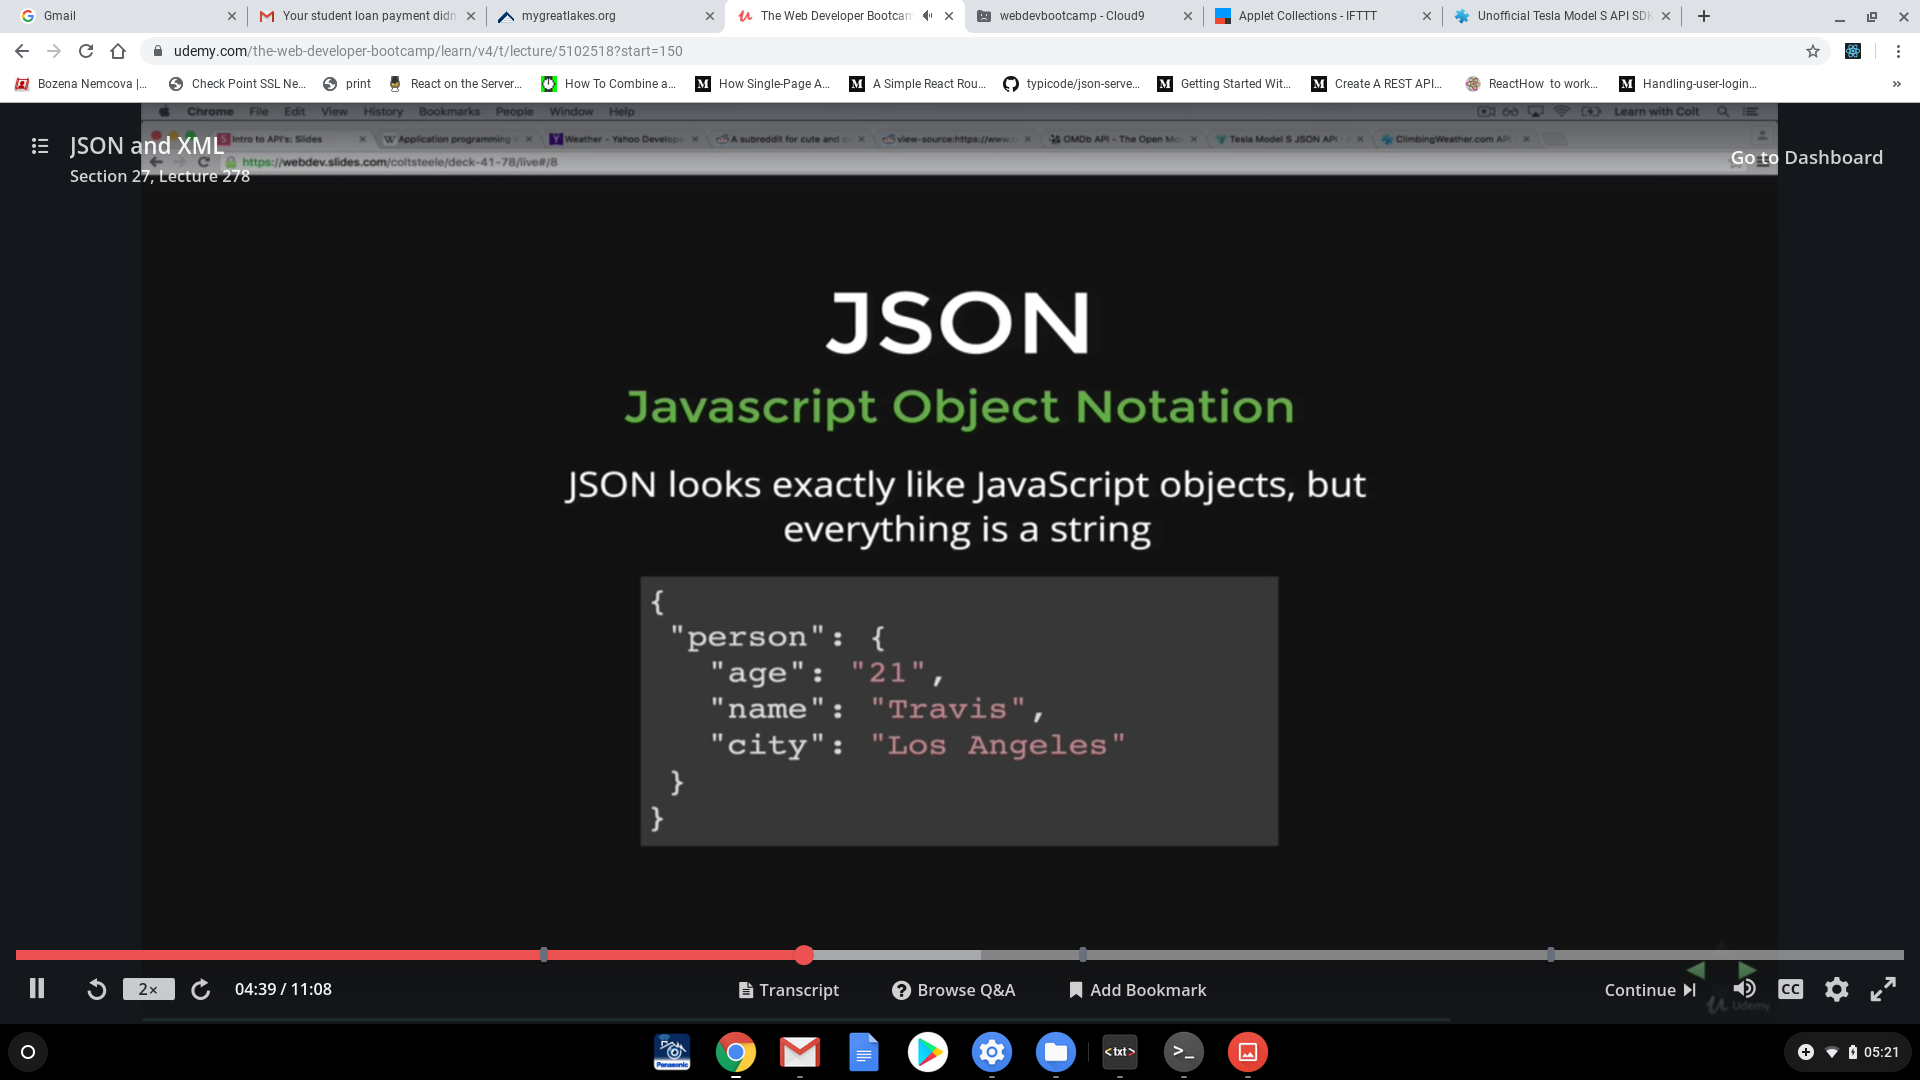 Gmail
Your student loan payment didn
mygreatlakes.org
The Web Developer Bootcam
webdevbootcamp - Cloud9
Applet Collections - IFTTT
Unofficial Tesla Model S API SDK
udemy.com/the-web-developer-bootcamp/learn/v4/t/lecture/5102518?start=150
Bozena Nemcova |...
Check Point SSL Ne...
print
React on the Server...
How To Combine a...
How Single-Page A...
A Simple React Rou...
typicode/json-serve...
Getting Started Wit...
Create A REST API...
ReactHow to work...
Handling-user-login...
»
Chrome File Edit View History Bookmarks People Window Help
Learn with Colt
Intro to API's: Slides
Application programming
Weather - Yahoo Develope
A subreddit for cute and c
view-source:https://www.
OMDb API - The Open Mo
Tesla Model S JSON API
ClimbingWeather.com API
https://webdev.slides.com/coltsteele/deck-41-78/live#/8
JSON and XML
Section 27, Lecture 278
Go to Dashboard
JSON
Javascript Object Notation
JSON looks exactly like JavaScript objects, but
everything is a string
{
"person": {
"age": "21",
"name": "Travis",
"city": "Los Angeles"
}
}
2×
04:39 / 11:08
Transcript
Browse Q&A
Add Bookmark
Continue
CC
Udemy
Panasonic
<txt>
>_
05:21